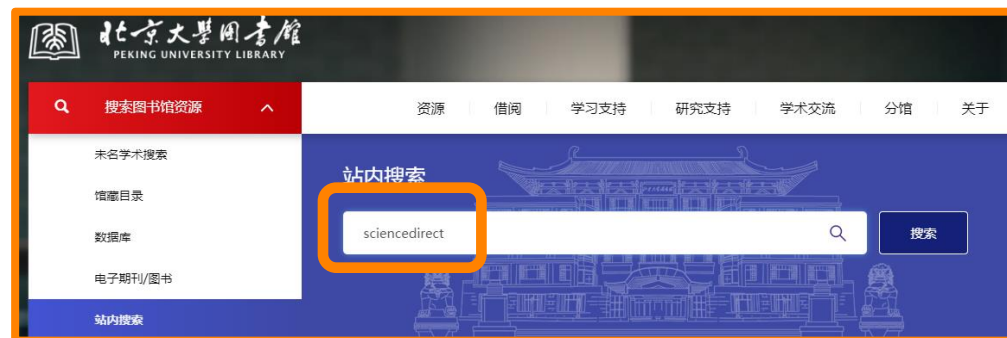 北京大學图书馆
PEKING UNIVERSITY LIBRARY
搜索图书馆资源
资源 借阅 学习支持 研究支持 学术交流 分馆 关于
未名学术搜索
馆藏目录
数据库
电子期刊/图书
站内搜索
站内搜索
sciencedirect
搜索